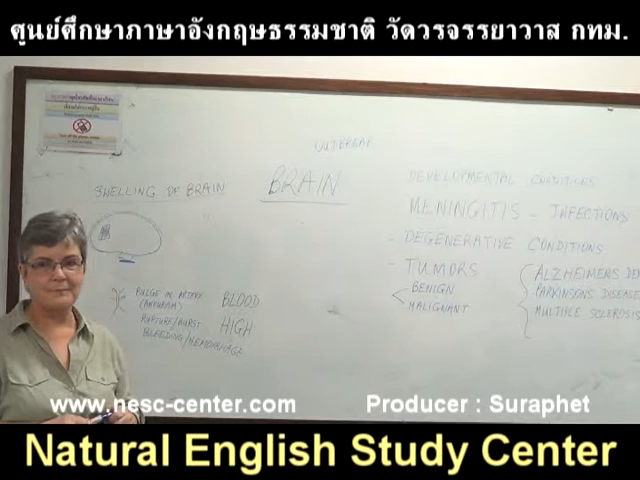 ศูนย์ศึกษาภาษาอังกฤษธรรมชาติ วัดวรจรรยาวาส กทม.
OUTBREAK
SWELLING OF BRAIN
BRAIN
DEVELOPMENTAL CONDITIONS
MENINGITIS - INFECTIONS
- DEGENERATIVE CONDITIONS
- TUMORS
BENIGN
MALIGNANT
ALZHEIMERS DEM
PARKINSONS DISEASE
MULTIPLE SCLEROSIS
BULGE IN ARTERY
BLOOD
RUPTURE/BURST
HIGH
BLEEDING/HEMORRHAGE
www.nesc-center.com
Producer : Suraphet
Natural English Study Center